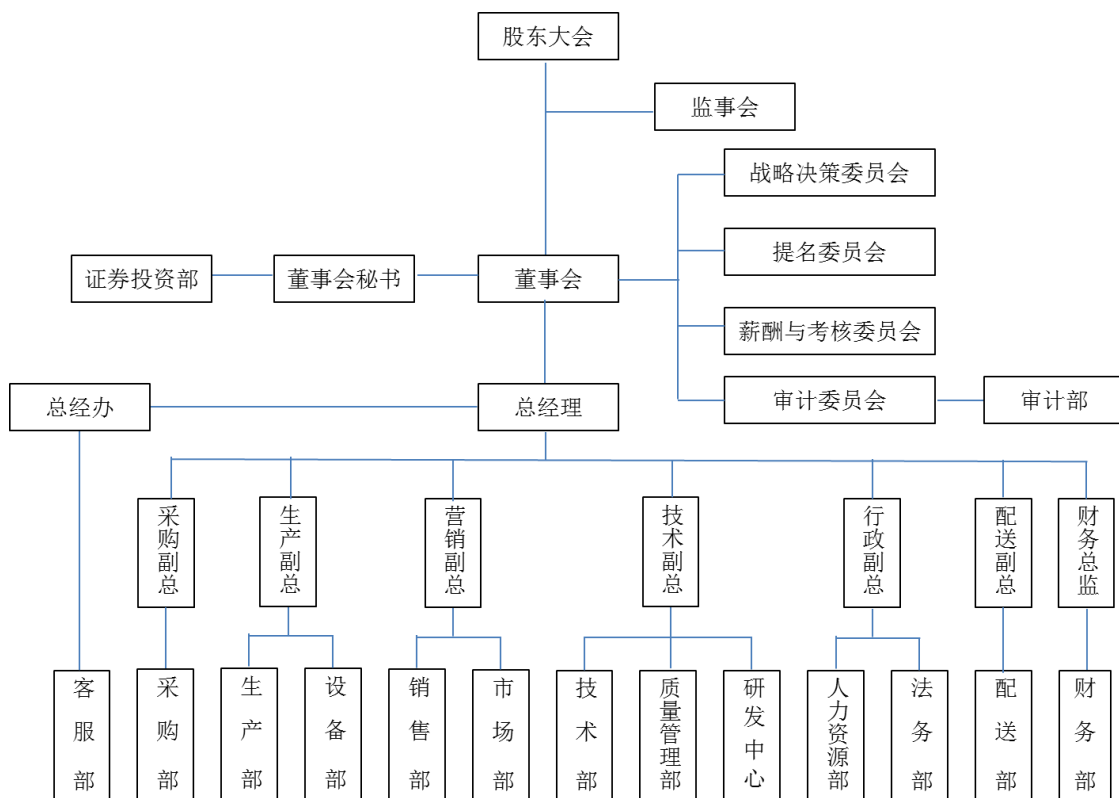 股东大会
监事会
战略决策委员会
提名委员会
证券投资部
董事会秘书
董事会
薪酬与考核委员会
总经办
总经理
审计委员会
审计部
采购副总
生产副总
营销副总
技术副总
行政副总
配送副总
财务总监
客服部
采购部
生产部
设备部
销售部
市场部
技术部
质量管理部
研发中心
人力资源部
法务部
配送部
财务部